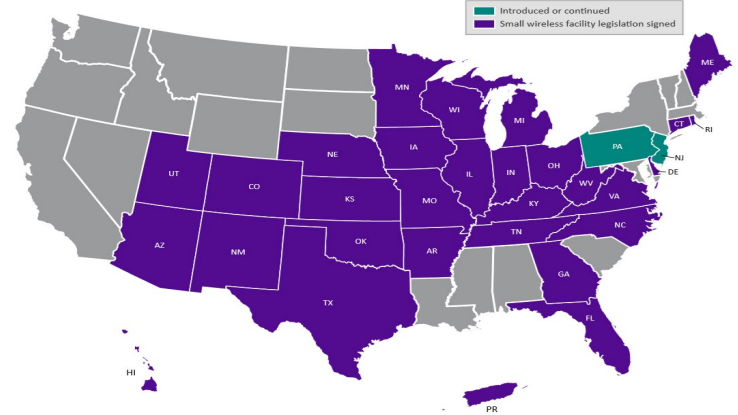 Introduced or continued
Small wireless facility legislation signed
ME
MN
WI
MI
CT
RI
PA
NJ
NE
IA
IL
IN
OH
DE
UT
CO
WV
VA
KS
MO
KY
NC
TN
AZ
NM
OK
AR
GA
TX
FL
HI
PR